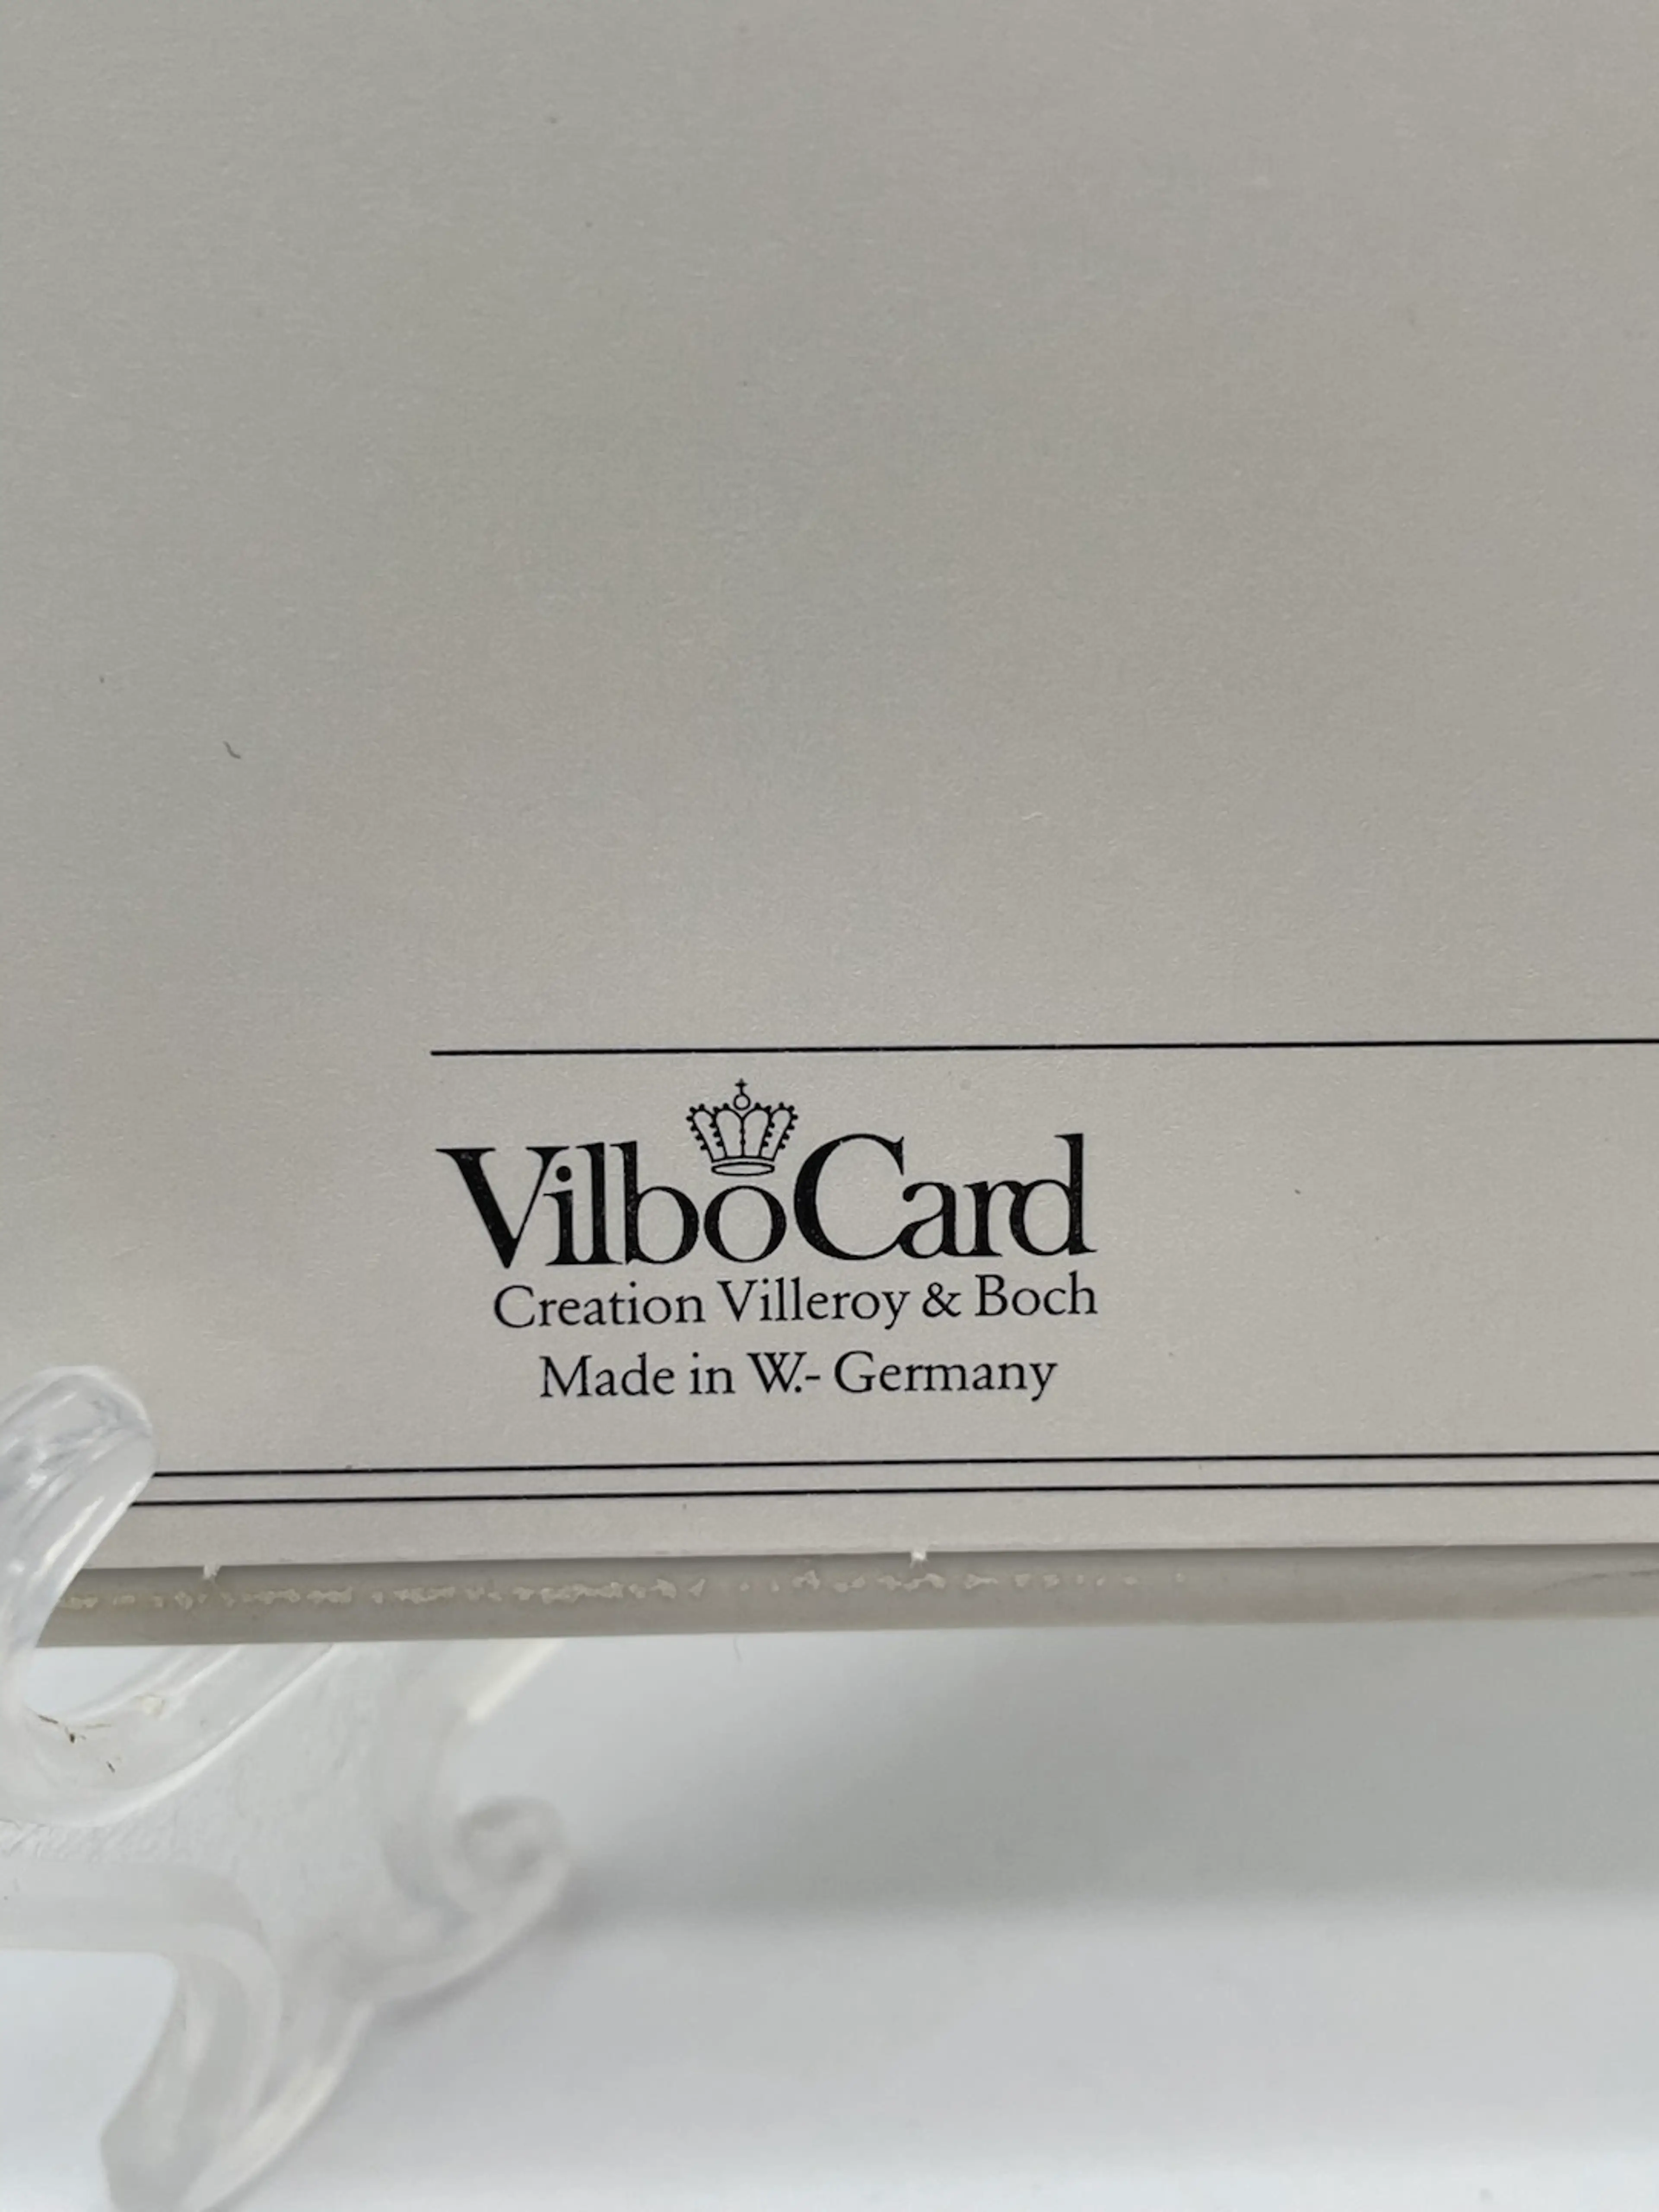 VilboCard
Creation Villeroy & Boch
Made in W.- Germany